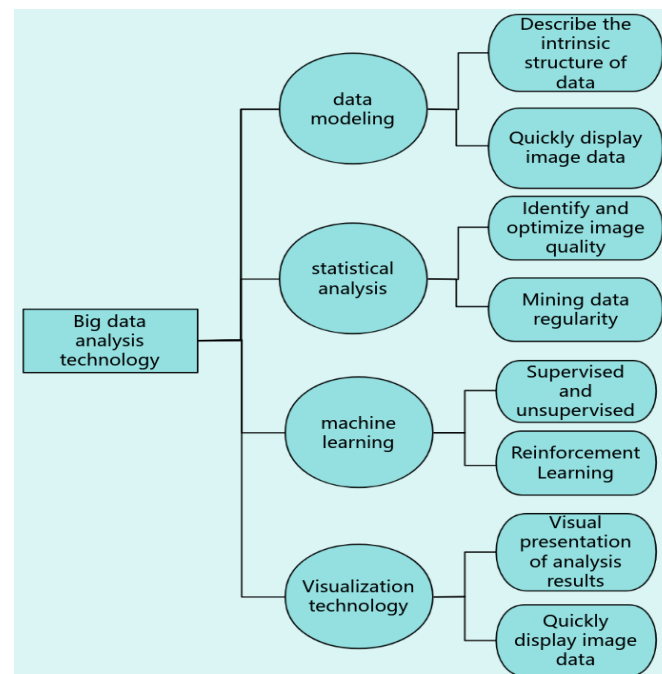 Big data
analysis
technology
data
modeling
Describe the
intrinsic
structure of
data
Quickly display
image data
statistical
analysis
Identify and
optimize image
quality
Mining data
regularity
machine
learning
Supervised
and
unsupervised
Reinforcement
Learning
Visualization
technology
Visual
presentation
of analysis
results
Quickly
display image
data